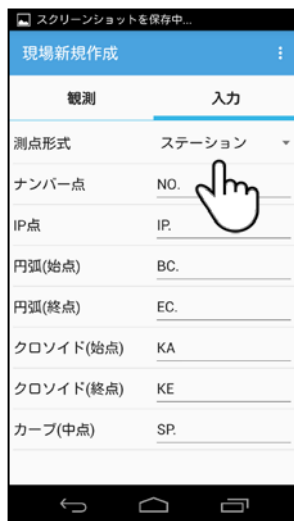 スクリーンショットを保存中...
現場新規作成
観測 入力
測点形式 ステーション
ナンバー点 NO.
IP点 IP.
円弧(始点) BC.
円弧(終点) EC.
クロソイド(始点) KA
クロソイド(終点) KE
カーブ(中点) SP.